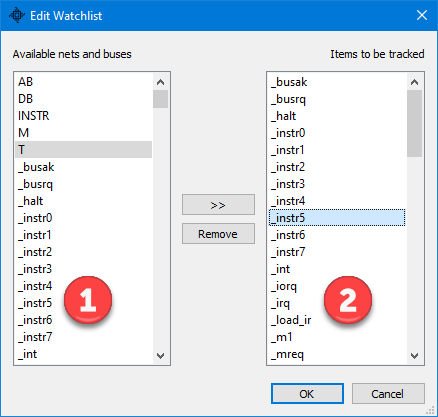 Edit Watchlist
Available nets and buses
Items to be tracked
AB
DB
INSTR
M
T
_busak
_busrq
_halt
_instr0
_instr1
_instr2
_instr3
_instr4
_instr5
_instr6
_instr7
_int
1
>>
Remove
_busak
_busrq
_halt
_instr0
_instr1
_instr2
_instr3
_instr4
_instr5
_instr6
_instr7
_int
_iorq
_irq
_load_ir
_m1
_mreq
2
OK
Cancel